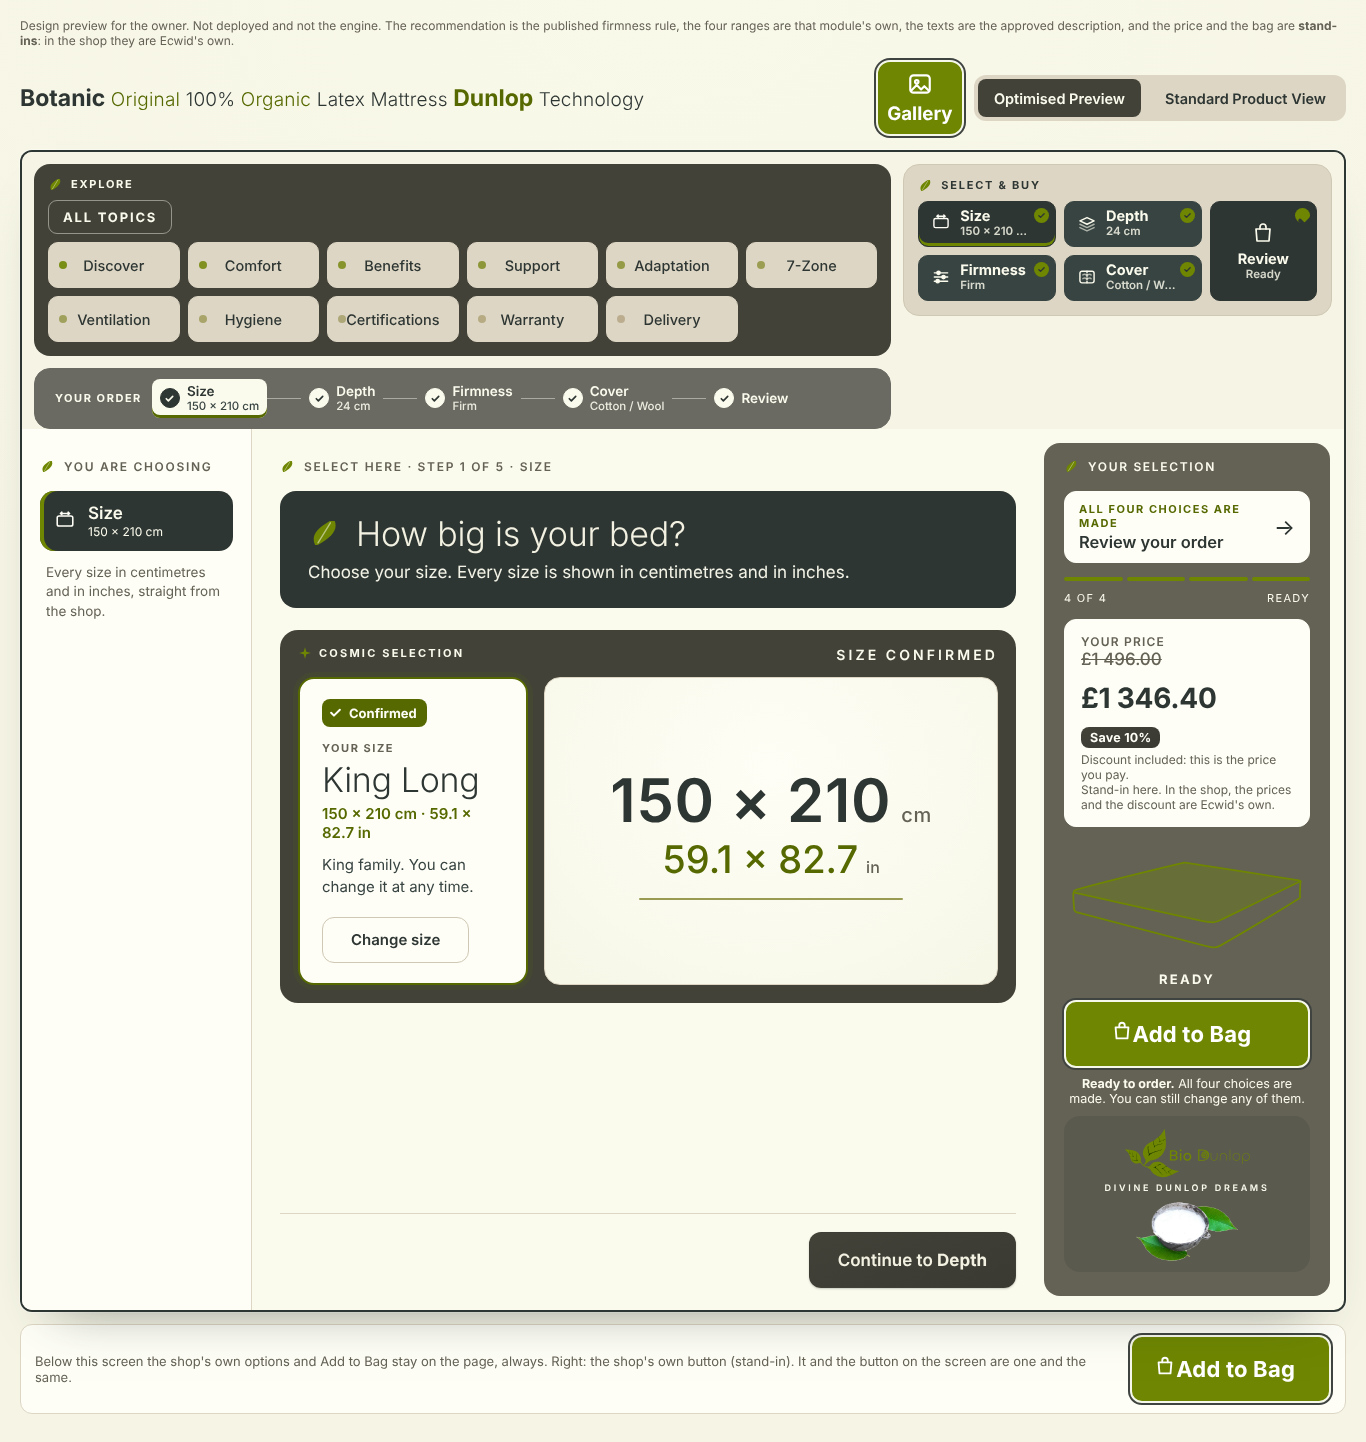 Design preview for the owner. Not deployed and not the engine. The recommendation is the published firmness rule, the four ranges are that module's own, the texts are the approved description, and the price and the bag are stand-
ins: in the shop they are Ecwid's own.
Botanic Original 100% Organic Latex Mattress Dunlop Technology
Gallery
Optimised Preview
Standard Product View
EXPLORE
ALL TOPICS
Discover
Comfort
Benefits
Support
Adaptation
7-Zone
Ventilation
Hygiene
Certifications
Warranty
Delivery
SELECT & BUY
Size
150 × 210 ...
Depth
24 cm
Firmness
Firm
Cover
Cotton / W...
Review
Ready
YOUR ORDER
Size
150 × 210 cm
Depth
24 cm
Firmness
Firm
Cover
Cotton / Wool
Review
YOU ARE CHOOSING
Size
150 × 210 cm
Every size in centimetres
and in inches, straight from
the shop.
SELECT HERE · STEP 1 OF 5 · SIZE
How big is your bed?
Choose your size. Every size is shown in centimetres and in inches.
COSMIC SELECTION
SIZE CONFIRMED
Confirmed
YOUR SIZE
King Long
150 × 210 cm · 59.1 ×
82.7 in
King family. You can
change it at any time.
Change size
150 × 210 cm
59.1 × 82.7 in
Continue to Depth
YOUR SELECTION
ALL FOUR CHOICES ARE
MADE
Review your order
4 OF 4
READY
YOUR PRICE
£1 496.00
£1 346.40
Save 10%
Discount included: this is the price
you pay.
Stand-in here. In the shop, the prices
and the discount are Ecwid's own.
READY
Add to Bag
Ready to order. All four choices are
made. You can still change any of them.
Bio Dunlop
DIVINE DUNLOP DREAMS
Below this screen the shop's own options and Add to Bag stay on the page, always. Right: the shop's own button (stand-in). It and the button on the screen are one and the
same.
Add to Bag